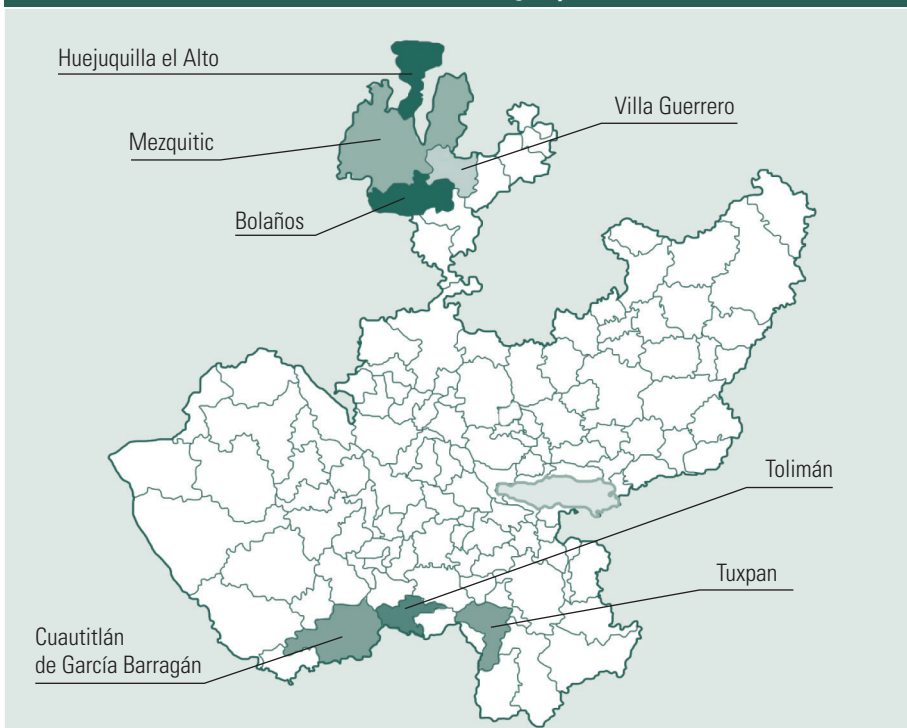 Huejuquilla el Alto
Villa Guerrero
Mezquitic
Bolaños
Tolimán
Tuxpan
Cuautitlán
de García Barragán